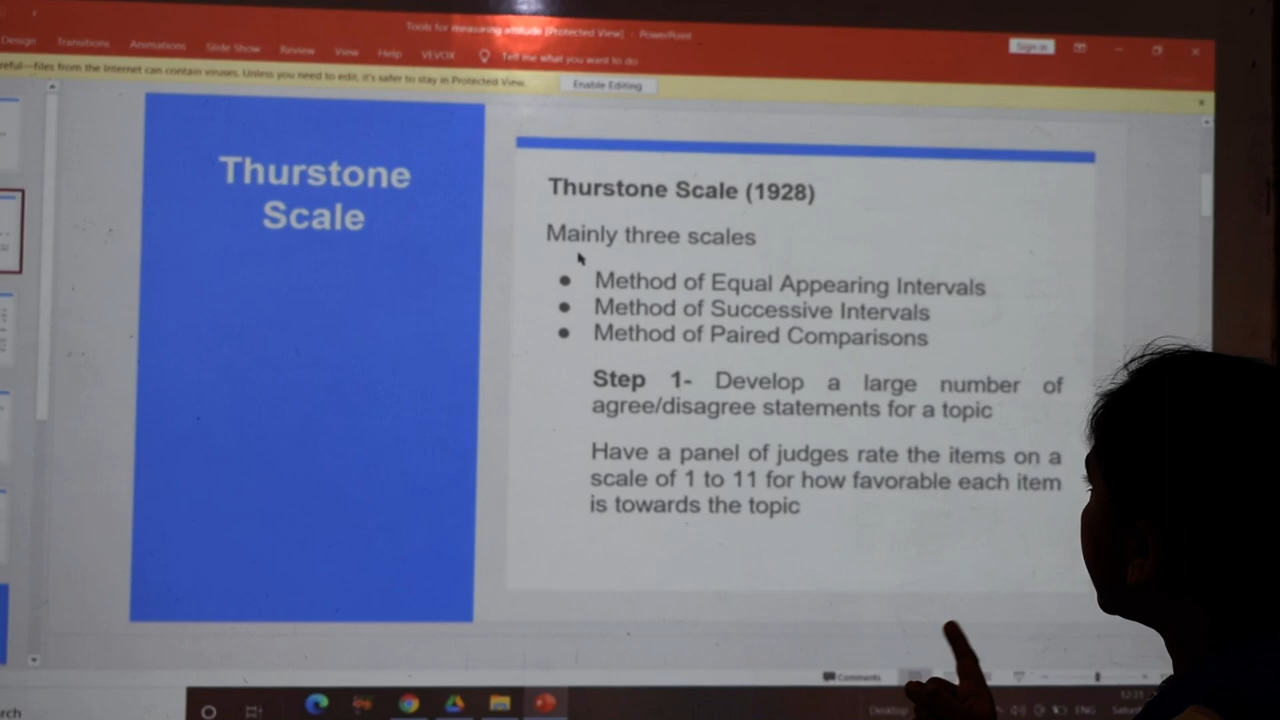 Tools for measuring attitude [Protected View] - PowerPoint
Sign in
Design Transitions Animations Slide Show Review View Help VEVOX Tell me what you want to do
reful—files from the Internet can contain viruses. Unless you need to edit, it's safer to stay in Protected View. Enable Editing
Thurstone
Scale
Thurstone Scale (1928)
Mainly three scales
● Method of Equal Appearing Intervals
● Method of Successive Intervals
● Method of Paired Comparisons
Step 1- Develop a large number of
agree/disagree statements for a topic
Have a panel of judges rate the items on a
scale of 1 to 11 for how favorable each item
is towards the topic
Comments
rch
Desktop
ENG